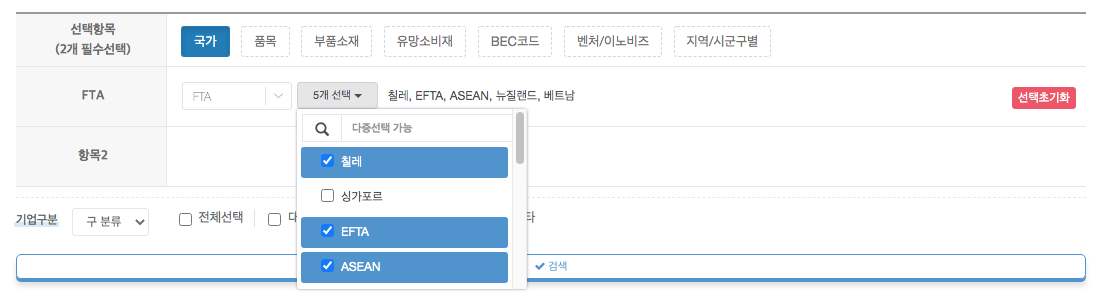 선택항목
(2개 필수선택)
국가 품목 부품소재 유망소비재 BEC코드 벤처/이노비즈 지역/시군구별
FTA
FTA 5개 선택 칠레, EFTA, ASEAN, 뉴질랜드, 베트남 선택초기화
다중선택 가능
칠레
싱가포르
EFTA
ASEAN
항목2
기업구분 구 분류 전체선택 대 타
검색